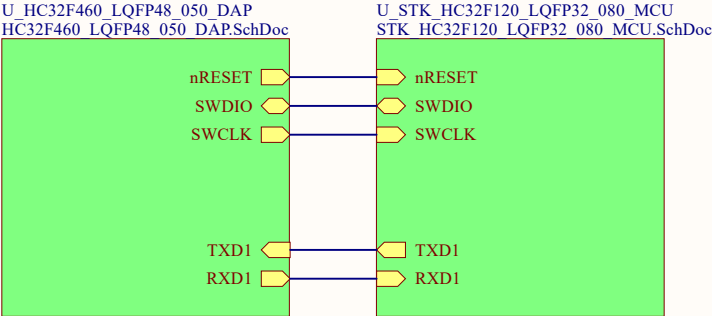 U_HC32F460_LQFP48_050_DAP
HC32F460_LQFP48_050_DAP.SchDoc
U_STK_HC32F120_LQFP32_080_MCU
STK_HC32F120_LQFP32_080_MCU.SchDoc
nRESET nRESET
SWDIO SWDIO
SWCLK SWCLK
TXD1 TXD1
RXD1 RXD1